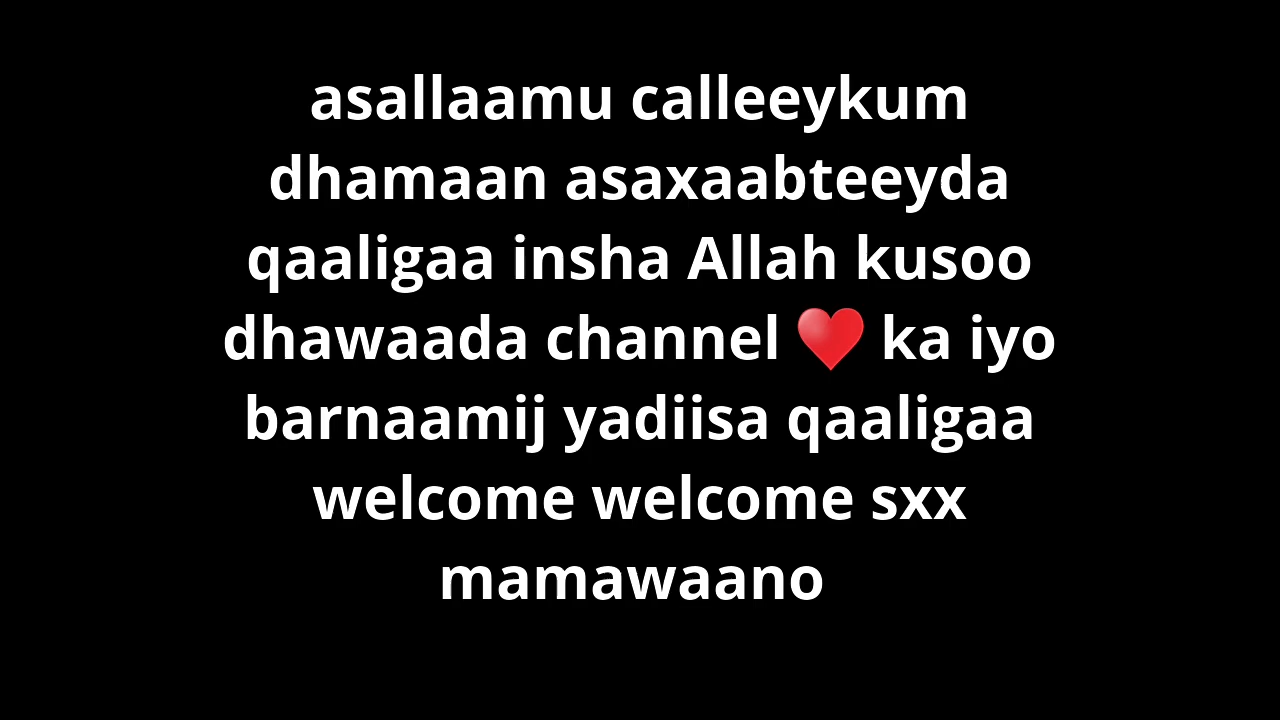 asallaamu calleeykum
dhamaan asaxaabteeyda
qaaligaa insha Allah kusoo
dhawaada channel ♥️ ka iyo
barnaamij yadiisa qaaligaa
welcome welcome sxx
mamawaano